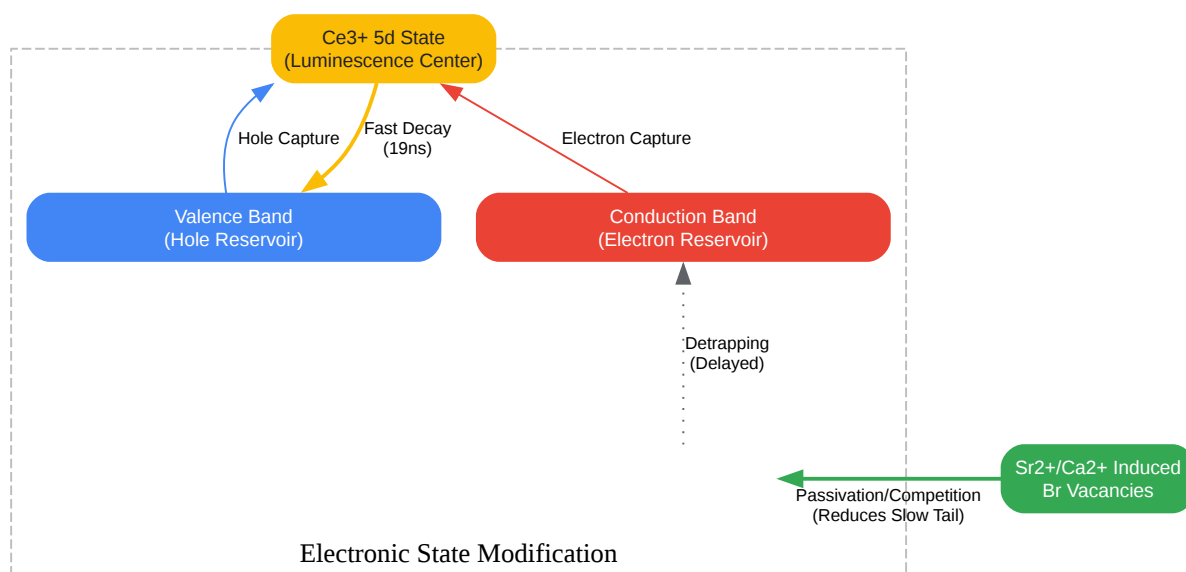 Ce3+ 5d State
(Luminescence Center)
Hole Capture
Fast Decay
(19ns)
Electron Capture
Valence Band
(Hole Reservoir)
Conduction Band
(Electron Reservoir)
Detrapping
(Delayed)
Sr2+/Ca2+ Induced
Br Vacancies
Passivation/Competition
(Reduces Slow Tail)
Electronic State Modification